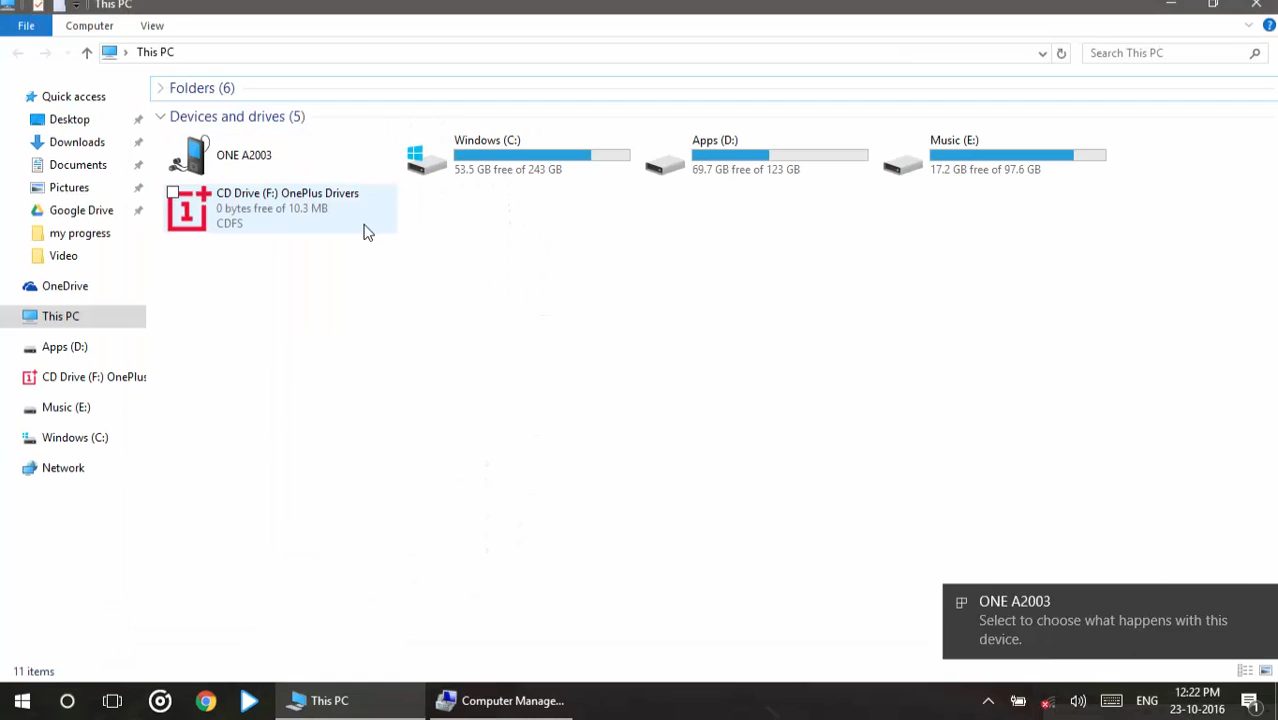 This PC
File
Computer
View
This PC
Search This PC
Quick access
Desktop
Downloads
Documents
Pictures
Google Drive
my progress
Video
OneDrive
This PC
Apps (D:)
CD Drive (F:) OnePlus
Music (E:)
Windows (C:)
Network
Folders (6)
Devices and drives (5)
ONE A2003
Windows (C:)
53.5 GB free of 243 GB
Apps (D:)
69.7 GB free of 123 GB
Music (E:)
17.2 GB free of 97.6 GB
CD Drive (F:) OnePlus Drivers
0 bytes free of 10.3 MB
CDFS
ONE A2003
Select to choose what happens with this
device.
11 items
This PC
Computer Manage...
ENG
12:22 PM
23-10-2016
1